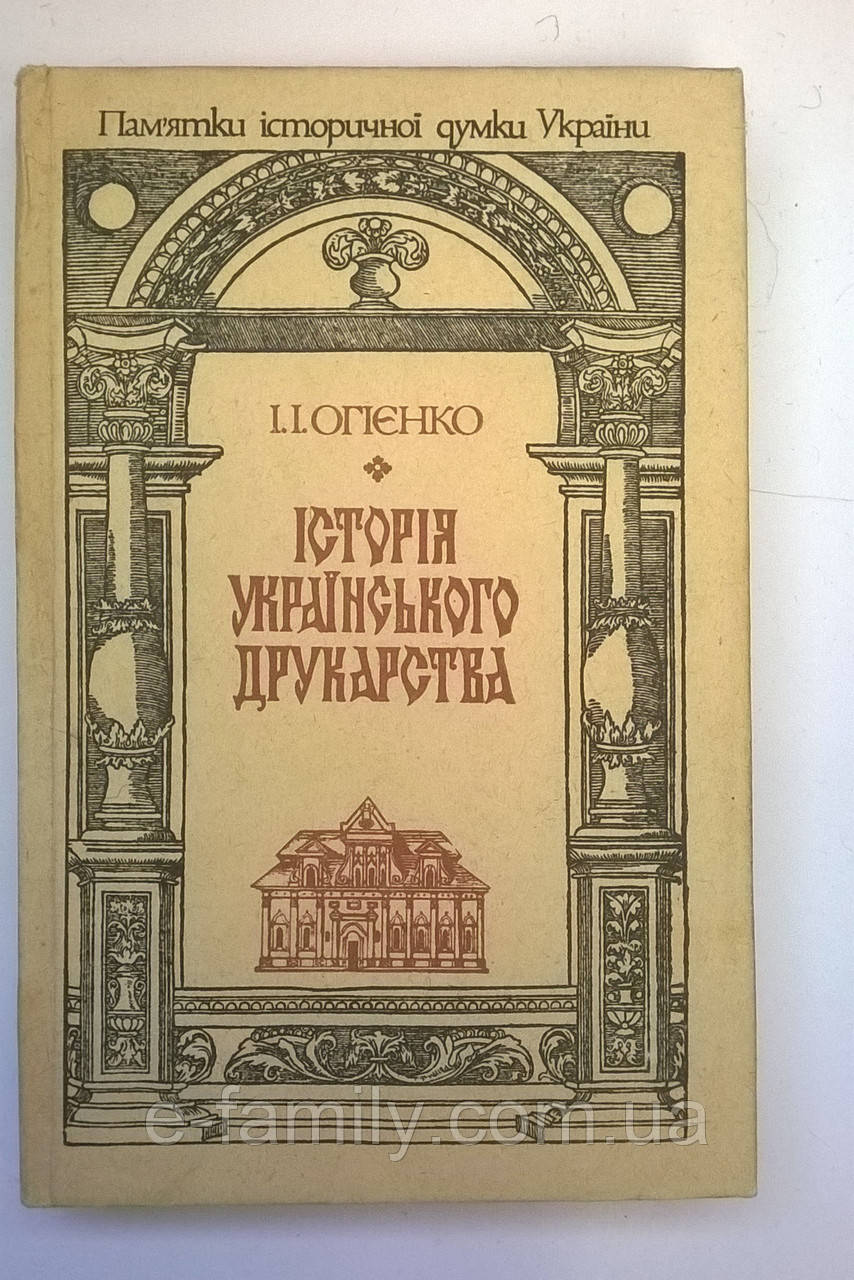 Пам'ятки історичної думки України
І.І.ОГІЄНКО
ІСТОРІЯ
УКРАЇНСЬКОГО
ДРУКАРСТВА
e-family.com.ua